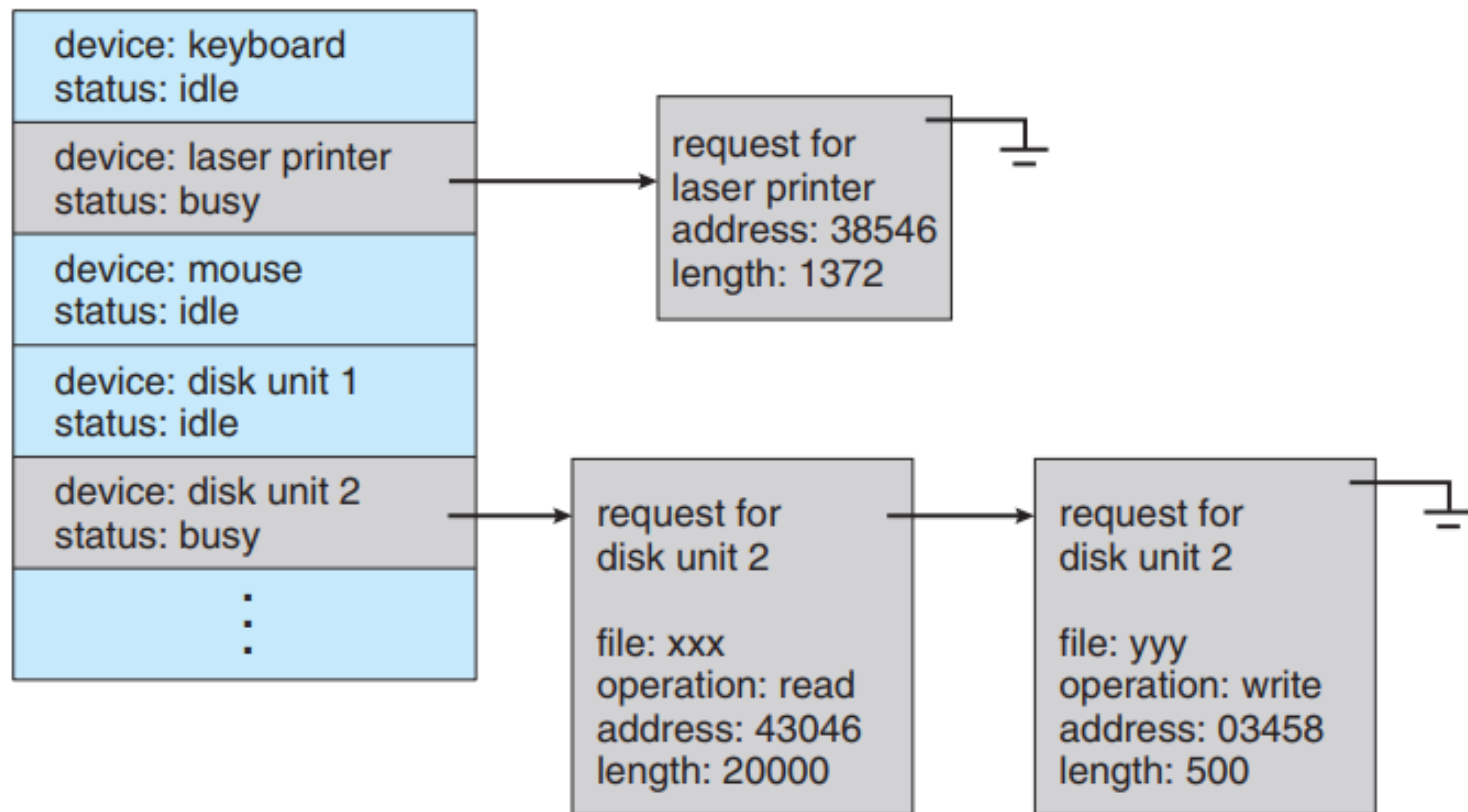 device: keyboard
status: idle
device: laser printer
status: busy
device: mouse
status: idle
device: disk unit 1
status: idle
device: disk unit 2
status: busy
request for
laser printer
address: 38546
length: 1372
request for
disk unit 2
file: xxx
operation: read
address: 43046
length: 20000
request for
disk unit 2
file: yyy
operation: write
address: 03458
length: 500